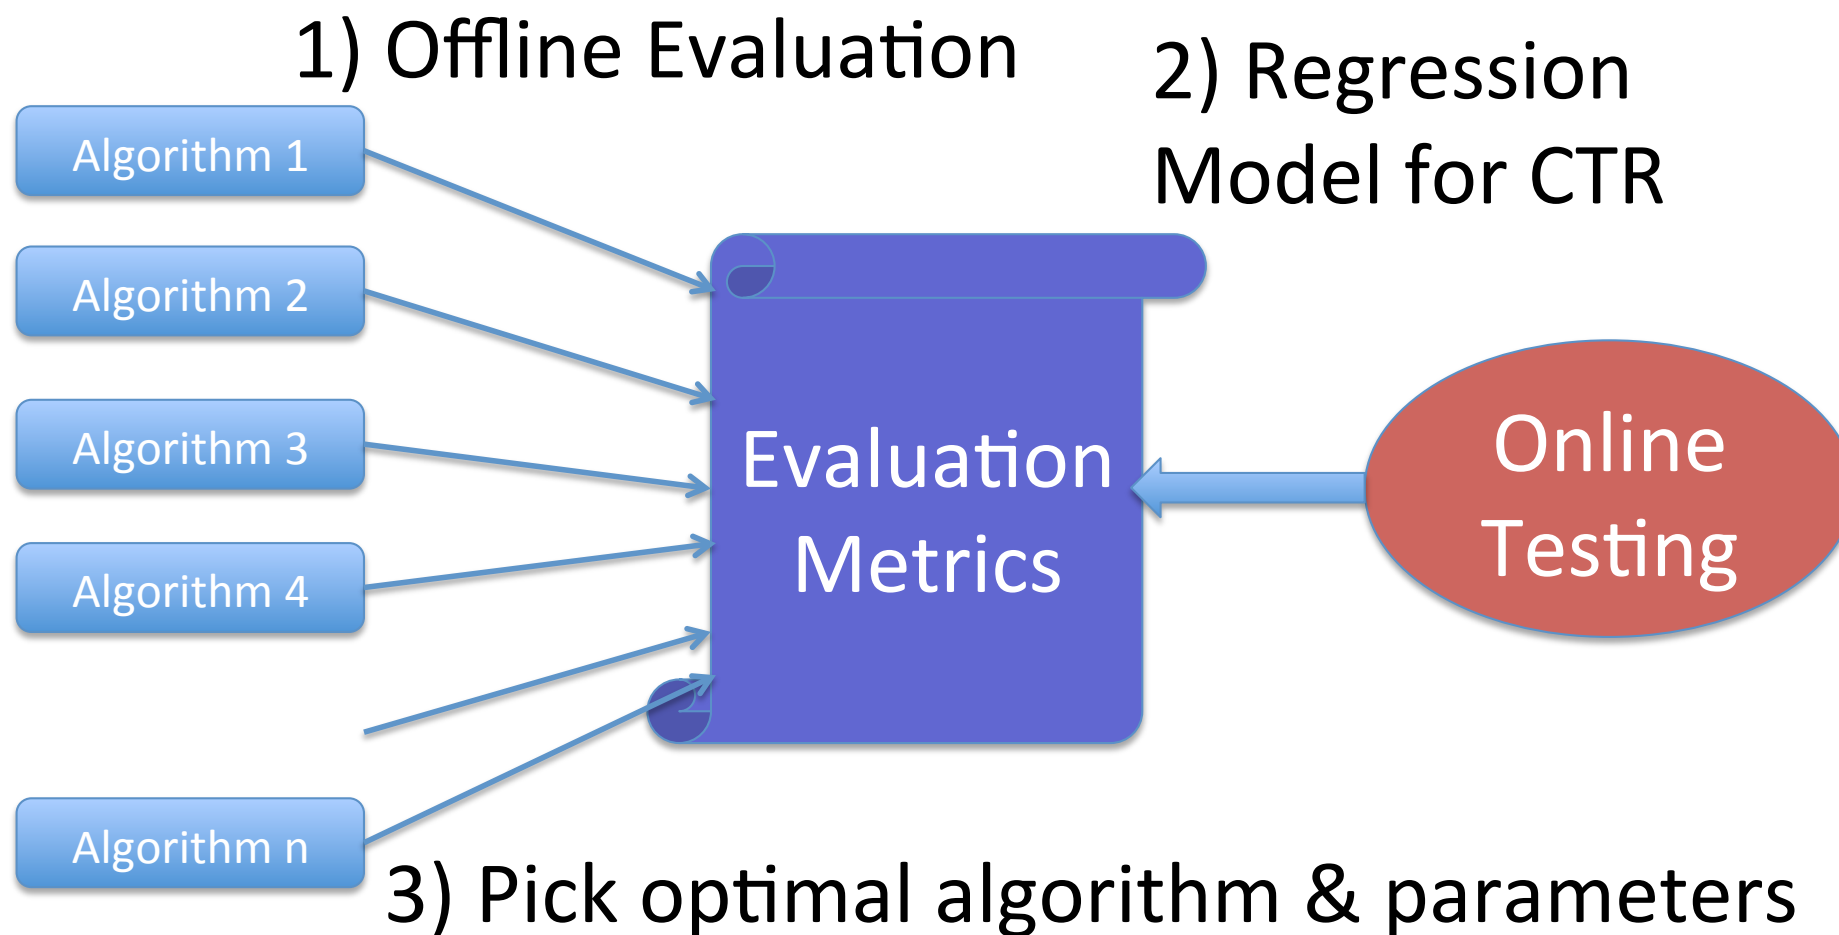 1) Offline Evaluation
2) Regression
Model for CTR
Algorithm 1
Algorithm 2
Algorithm 3
Algorithm 4
Algorithm n
Evaluation
Metrics
Online
Testing
3) Pick optimal algorithm & parameters